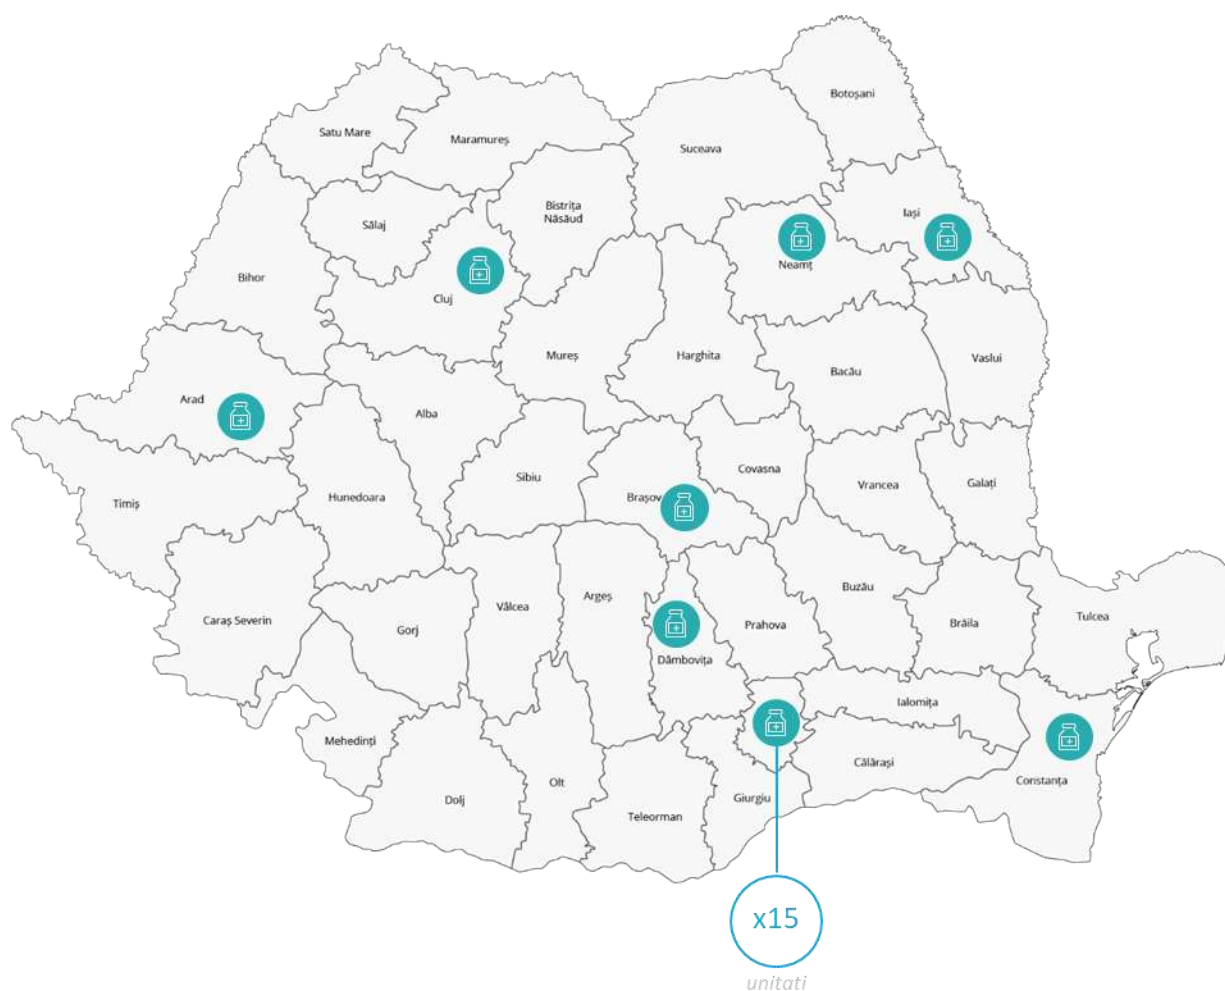 Botoșani
Satu Mare
Maramureș
Suceava
Bistrița
Năsăud
Iași
Sălaj
Neamț
Bihor
Cluj
Mureș
Harghita
Vaslui
Bacău
Arad
Alba
Covasna
Sibiu
Vrancea
Galați
Hunedoara
Brașov
Timiș
Buzău
Argeș
Vâlcea
Tulcea
Caraș Severin
Brăila
Prahova
Gorj
Dâmbovița
Ialomița
Mehedinți
Călărași
Constanța
Olt
Giurgiu
Dolj
Teleorman
x15
unitati